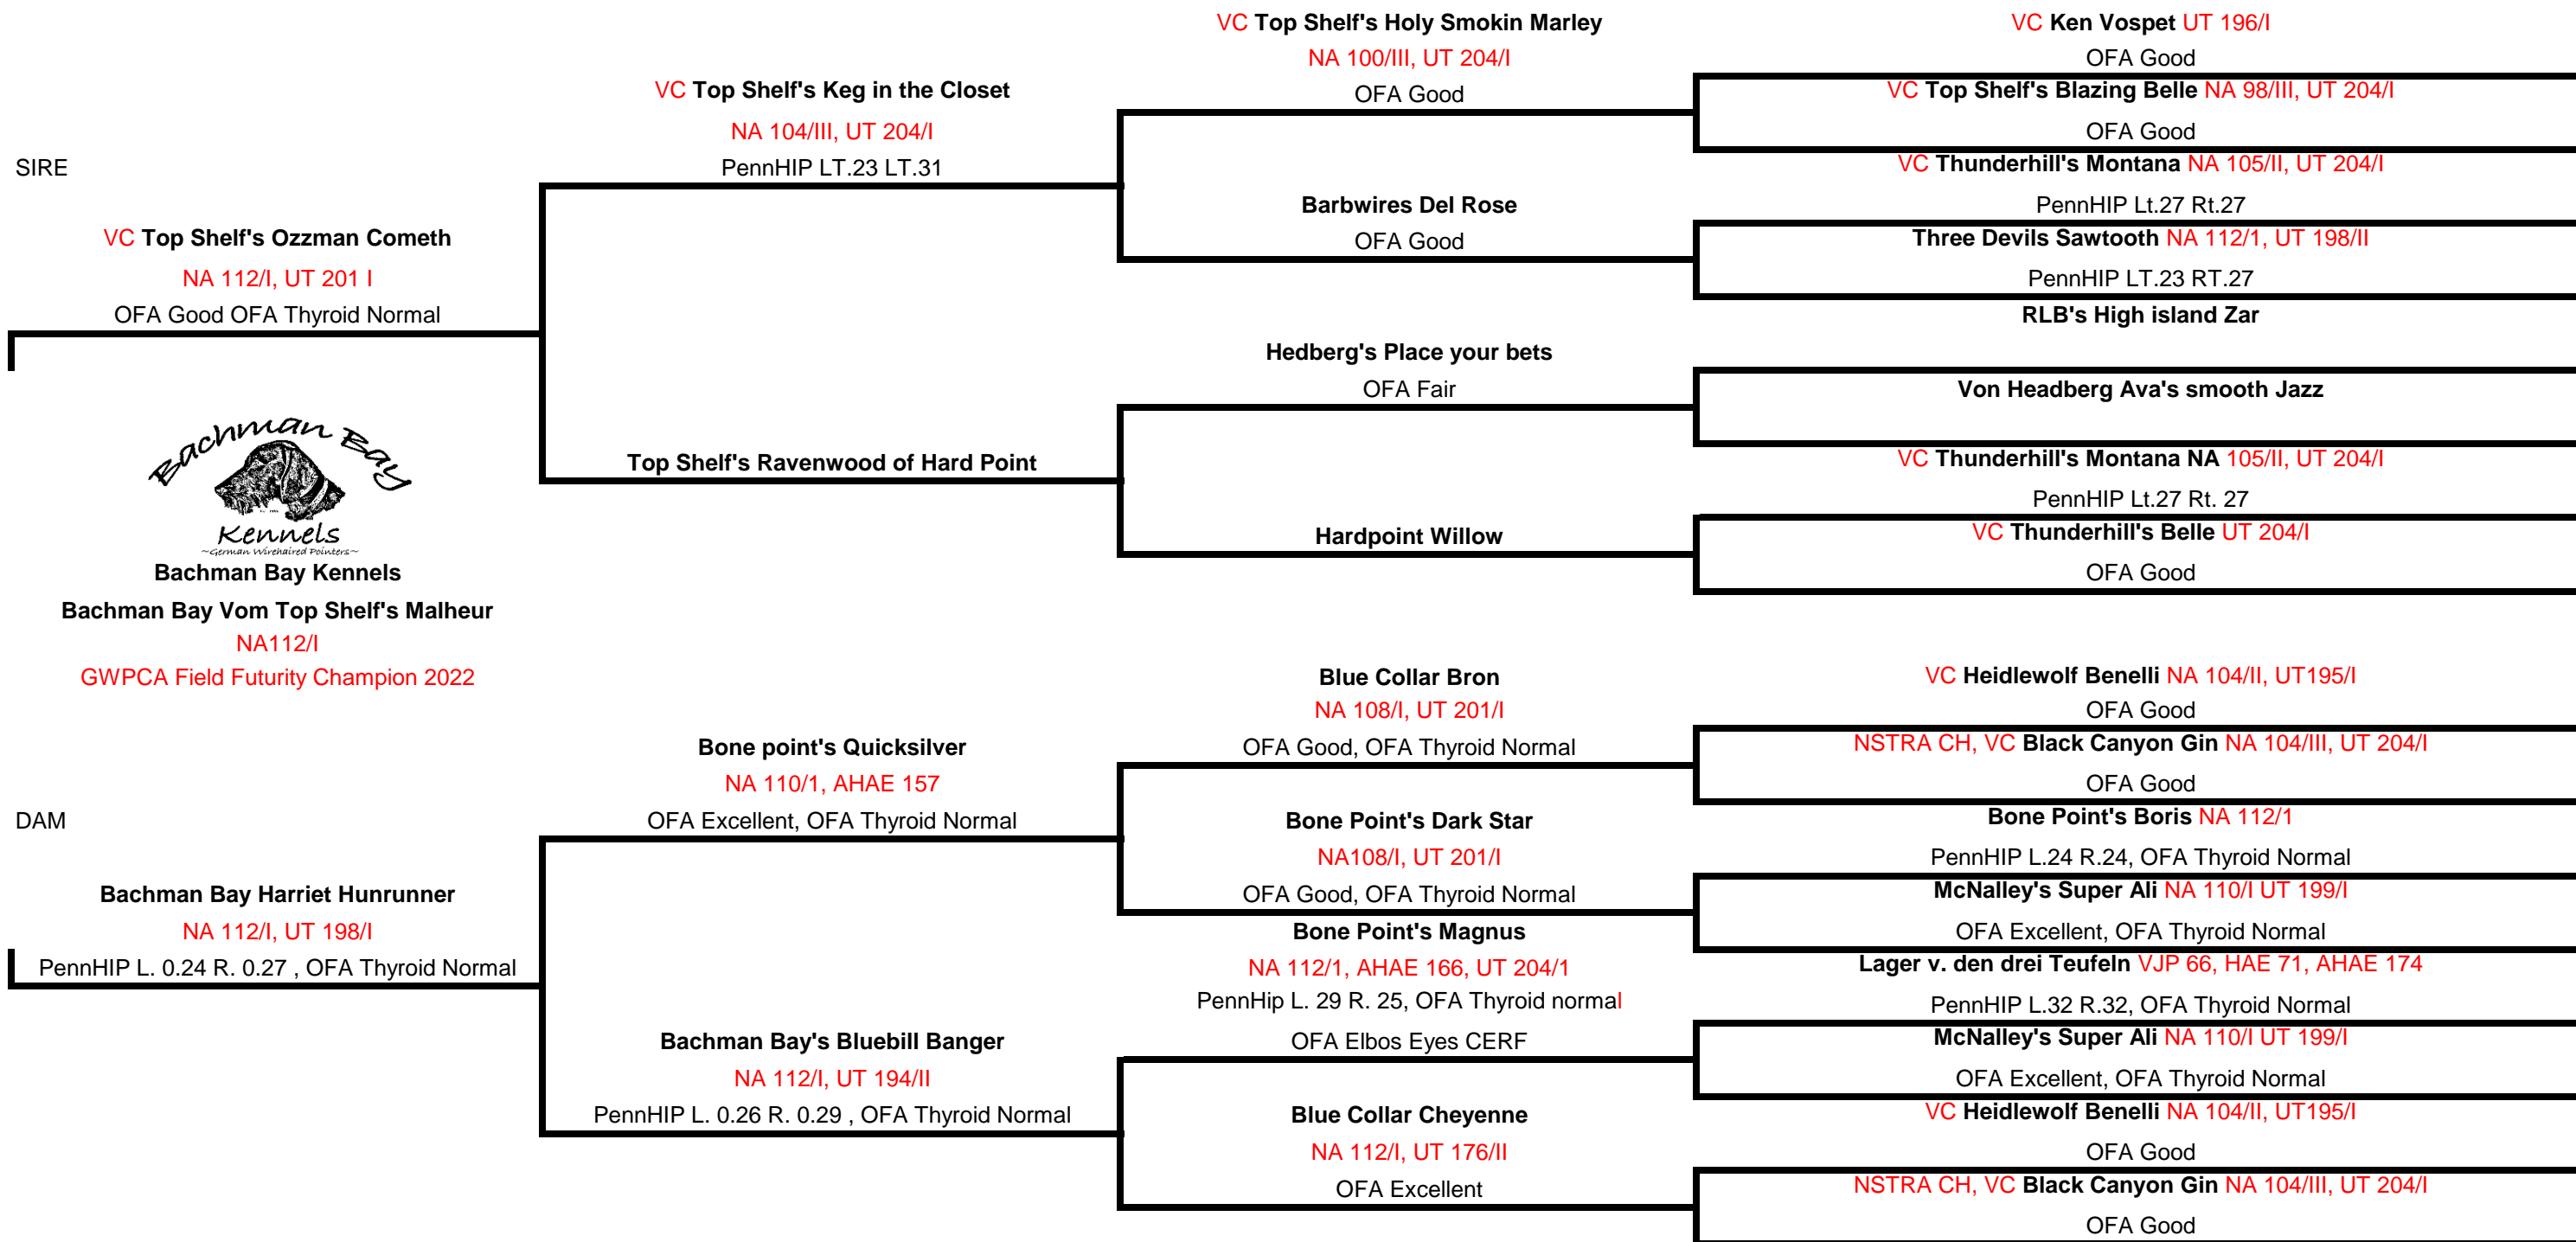 SIRE
VC Top Shelf's Ozzman Cometh
NA 112/I, UT 201 I
OFA Good OFA Thyroid Normal
Bachman Bay
Kennels
~German Wirehaired Pointers~
Bachman Bay Kennels
Bachman Bay Vom Top Shelf's Malheur
NA112/I
GWPCA Field Futurity Champion 2022
DAM
Bachman Bay Harriet Hunrunner
NA 112/I, UT 198/I
PennHIP L. 0.24 R. 0.27 , OFA Thyroid Normal
VC Top Shelf's Keg in the Closet
NA 104/III, UT 204/I
PennHIP LT.23 LT.31
Top Shelf's Ravenwood of Hard Point
Bone point's Quicksilver
NA 110/1, AHAE 157
OFA Excellent, OFA Thyroid Normal
Bachman Bay's Bluebill Banger
NA 112/I, UT 194/II
PennHIP L. 0.26 R. 0.29 , OFA Thyroid Normal
VC Top Shelf's Holy Smokin Marley
NA 100/III, UT 204/I
OFA Good
Barbwires Del Rose
OFA Good
Hedberg's Place your bets
OFA Fair
Hardpoint Willow
Blue Collar Bron
NA 108/I, UT 201/I
OFA Good, OFA Thyroid Normal
Bone Point's Dark Star
NA108/I, UT 201/I
OFA Good, OFA Thyroid Normal
Bone Point's Magnus
NA 112/1, AHAE 166, UT 204/1
PennHip L. 29 R. 25, OFA Thyroid normal
OFA Elbos Eyes CERF
Blue Collar Cheyenne
NA 112/I, UT 176/II
OFA Excellent
VC Ken Vospet UT 196/I
OFA Good
VC Top Shelf's Blazing Belle NA 98/III, UT 204/I
OFA Good
VC Thunderhill's Montana NA 105/II, UT 204/I
PennHIP Lt.27 Rt.27
Three Devils Sawtooth NA 112/1, UT 198/II
PennHIP LT.23 RT.27
RLB's High island Zar
Von Headberg Ava's smooth Jazz
VC Thunderhill's Montana NA 105/II, UT 204/I
PennHIP Lt.27 Rt. 27
VC Thunderhill's Belle UT 204/I
OFA Good
VC Heidlewolf Benelli NA 104/II, UT195/I
OFA Good
NSTRA CH, VC Black Canyon Gin NA 104/III, UT 204/I
OFA Good
Bone Point's Boris NA 112/1
PennHIP L.24 R.24, OFA Thyroid Normal
McNalley's Super Ali NA 110/I UT 199/I
OFA Excellent, OFA Thyroid Normal
Lager v. den drei Teufeln VJP 66, HAE 71, AHAE 174
PennHIP L.32 R.32, OFA Thyroid Normal
McNalley's Super Ali NA 110/I UT 199/I
OFA Excellent, OFA Thyroid Normal
VC Heidlewolf Benelli NA 104/II, UT195/I
OFA Good
NSTRA CH, VC Black Canyon Gin NA 104/III, UT 204/I
OFA Good